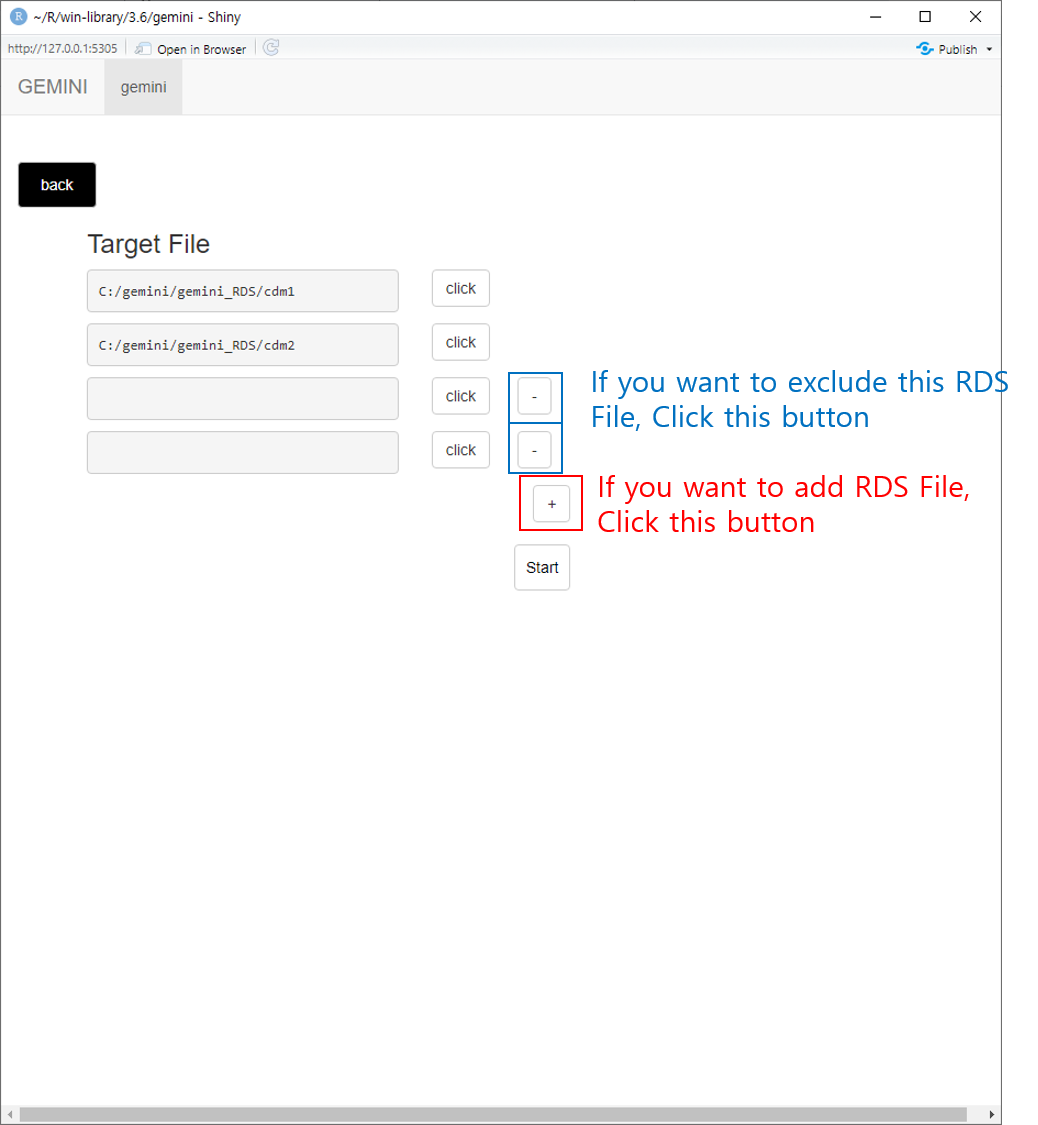 ~/R/win-library/3.6/gemini - Shiny
http://127.0.0.1:5305 Open in Browser Publish
GEMINI gemini
back
Target File
C:/gemini/gemini_RDS/cdm1 click
C:/gemini/gemini_RDS/cdm2 click
click -
If you want to exclude this RDS
File, Click this button
click -
+
If you want to add RDS File,
Click this button
Start